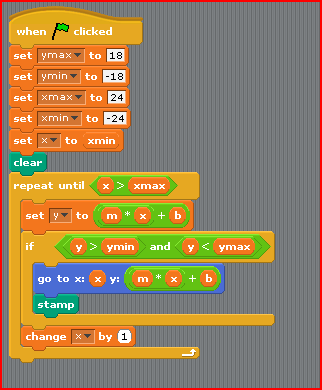 when clicked
set ymax to 18
set ymin to -18
set xmax to 24
set xmin to -24
set x to xmin
clear
repeat until x > xmax
set y to m * x + b
if y > ymin and y < ymax
go to x: x y: m * x + b
stamp
change x by 1